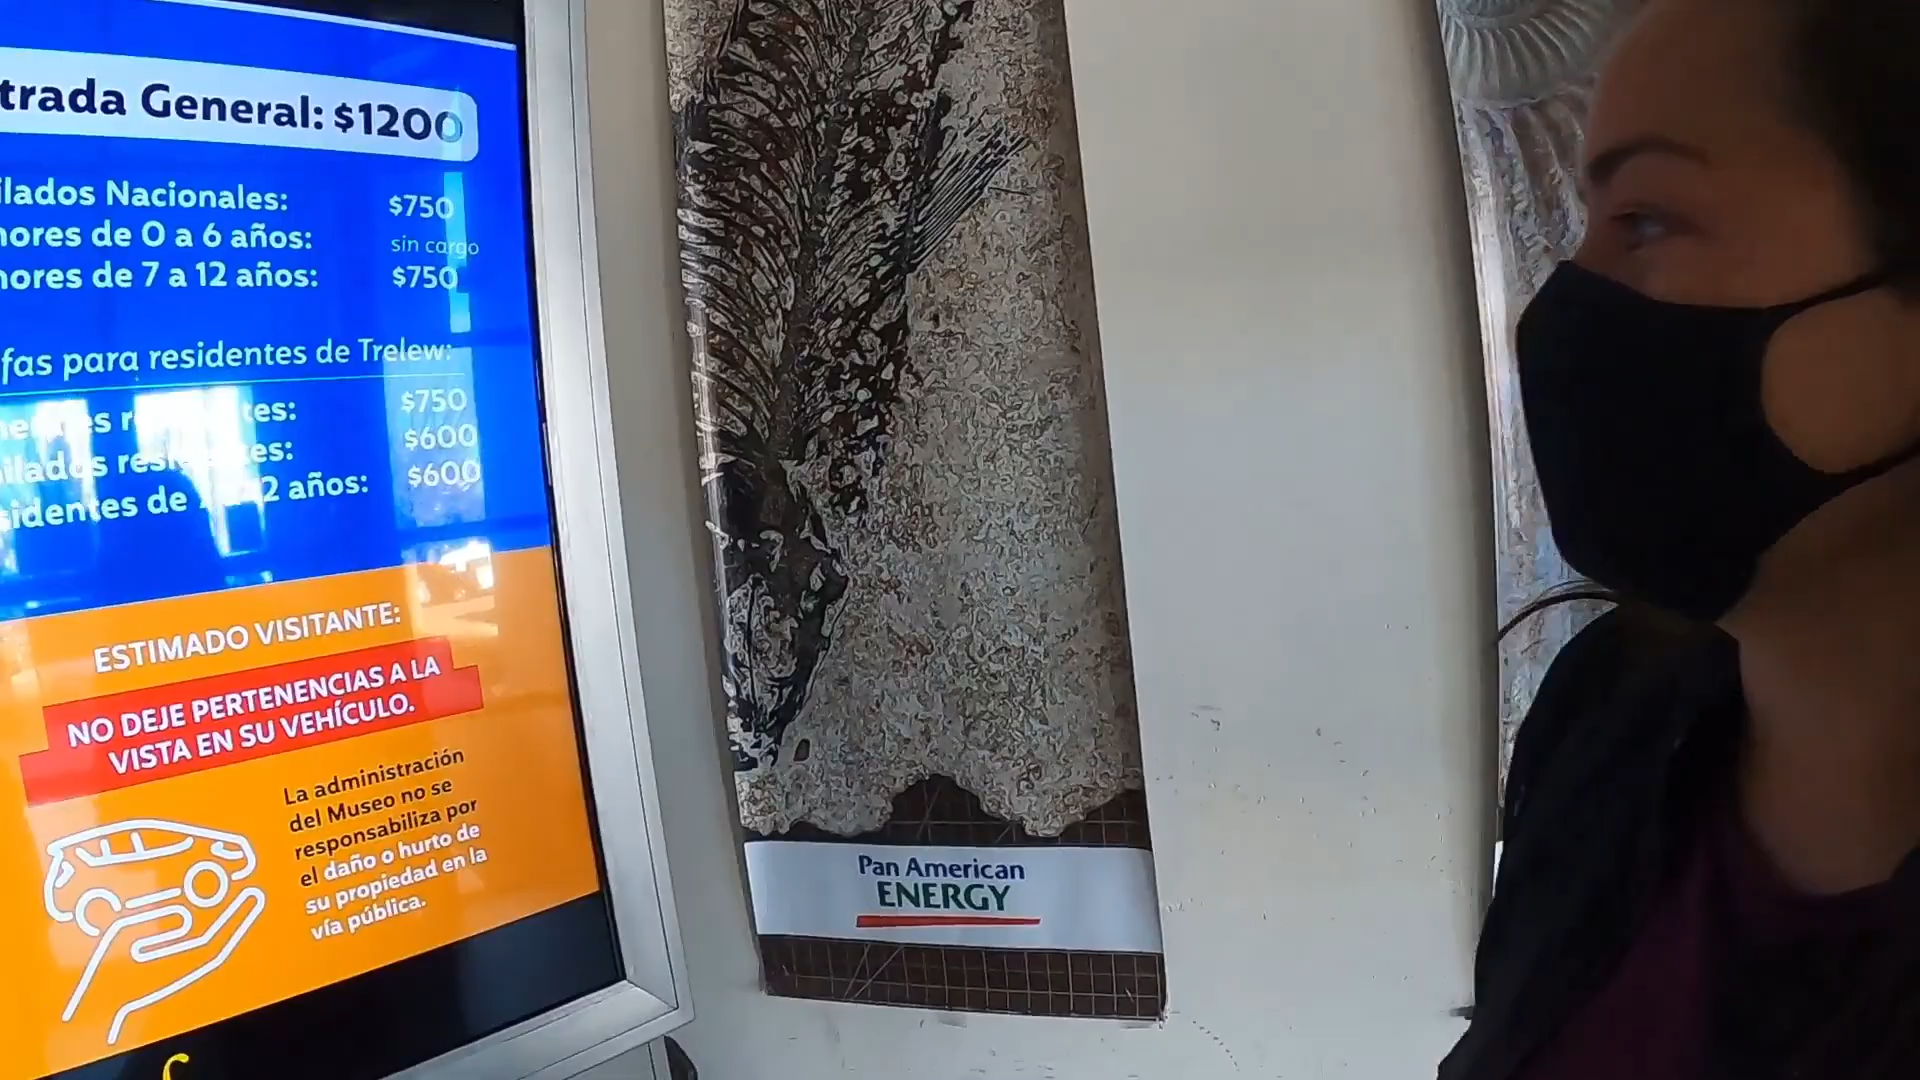 trada General: $1200
ilados Nacionales: $750
nores de 0 a 6 años: sin cargo
nores de 7 a 12 años: $750
fas para residentes de Trelew:
$750
ilados $600
sidentes de 2 años: $600
ESTIMADO VISITANTE:
NO DEJE PERTENENCIAS A LA
VISTA EN SU VEHÍCULO.
La administración
del Museo no se
responsabiliza por
el daño o hurto de
su propiedad en la
vía pública.
Pan American
ENERGY